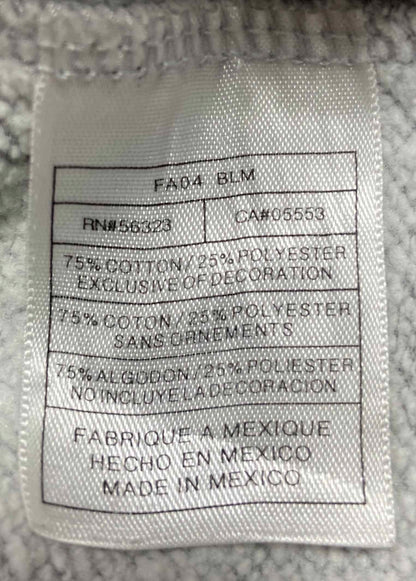 FA04 BLM
RN#56323 CA#05553
75% COTTON / 25% POLYESTER
EXCLUSIVE OF DECORATION
75% COTON / 25% POLYESTER
SANS ORNEMENTS
75% ALGODON / 25% POLIESTER
NO INCLUYE LA DECORACION
FABRIQUE A MEXIQUE
HECHO EN MEXICO
MADE IN MEXICO